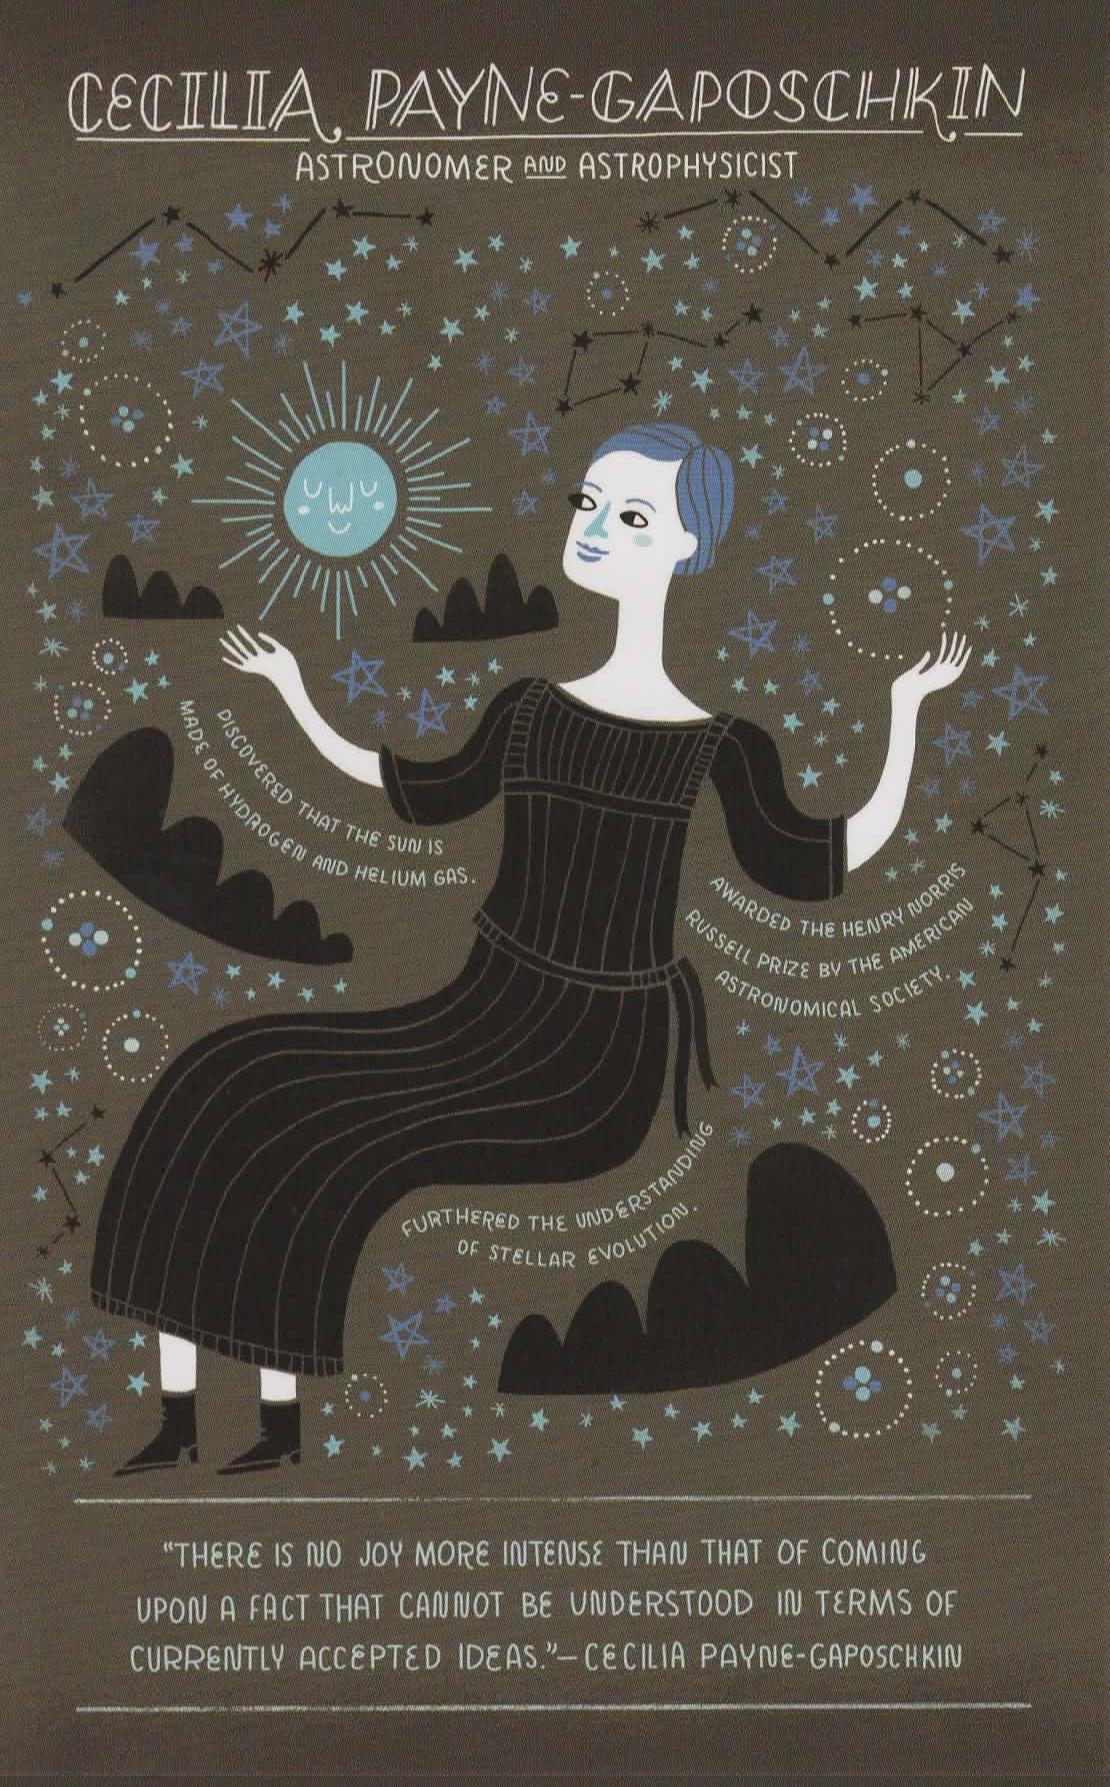 CECILIA PAYNE-GAPOSCHKIN
ASTRONOMER AND ASTROPHYSICIST
DISCOVERED THAT THE SUN IS
MADE OF HYDROGEN AND HELIUM GAS.
AWARDED THE HENRY NORRIS
RUSSELL PRIZE BY THE AMERICAN
ASTRONOMICAL SOCIETY.
FURTHERED THE UNDERSTANDING
OF STELLAR EVOLUTION.
"THERE IS NO JOY MORE INTENSE THAN THAT OF COMING
UPON A FACT THAT CANNOT BE UNDERSTOOD IN TERMS OF
CURRENTLY ACCEPTED IDEAS."—CECILIA PAYNE-GAPOSCHKIN